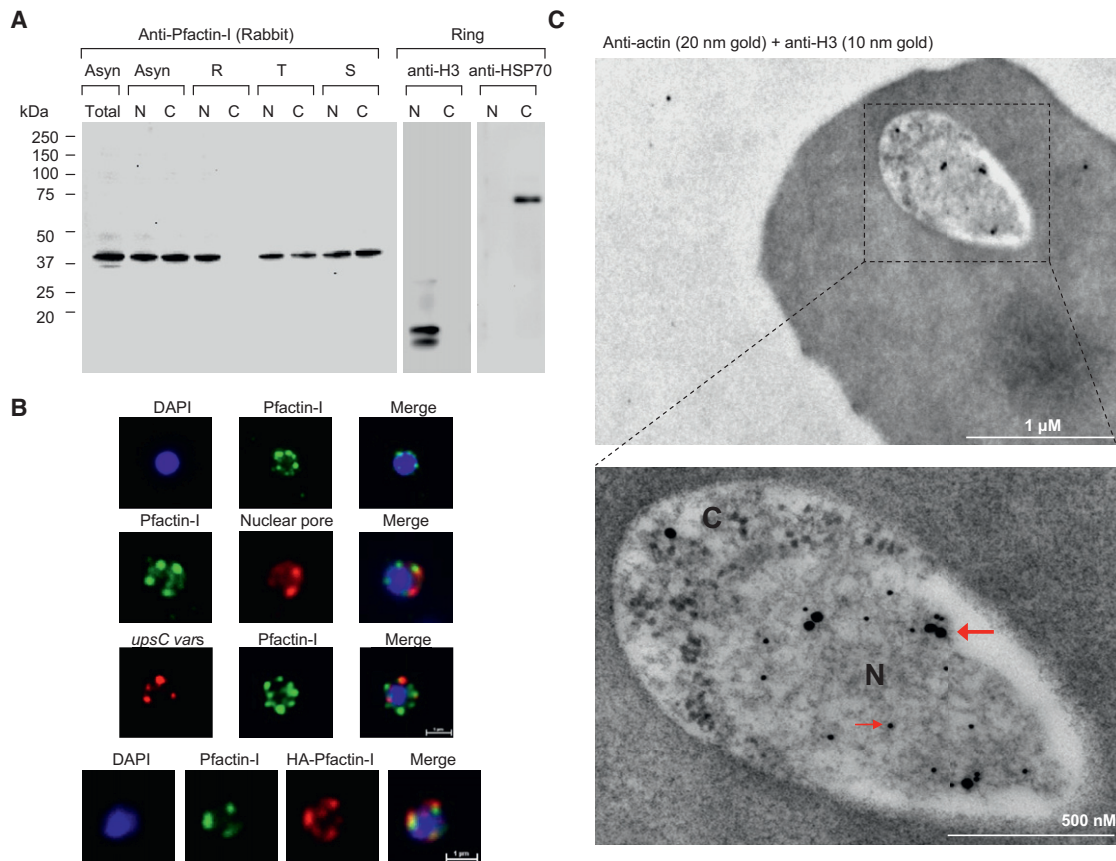 A
Anti-Pfactin-I (Rabbit)
Ring
Asyn Asyn R T S anti-H3 anti-HSP70
kDa Total N C N C N C N C N C N C
250
150
100
75
50
37
25
20
B
DAPI Pfactin-I Merge
Pfactin-I Nuclear pore Merge
upsC vars Pfactin-I Merge
1 µm
DAPI Pfactin-I HA-Pfactin-I Merge
1 µm
C
Anti-actin (20 nm gold) + anti-H3 (10 nm gold)
1 µM
C
N
500 nM